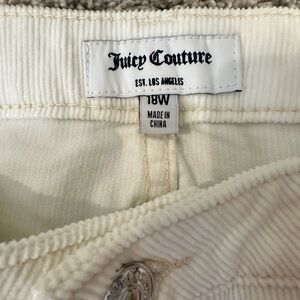 Juicy Couture
EST. LOS ANGELES
18W
MADE IN
CHINA